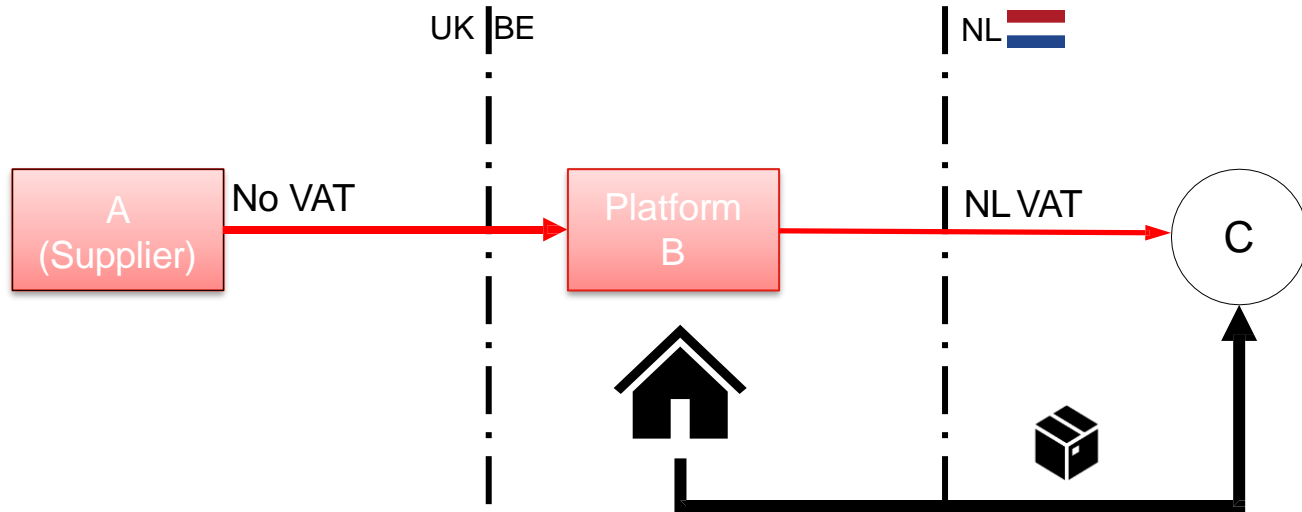 UK BE
NL
A
(Supplier)
No VAT
Platform
B
NL VAT
C